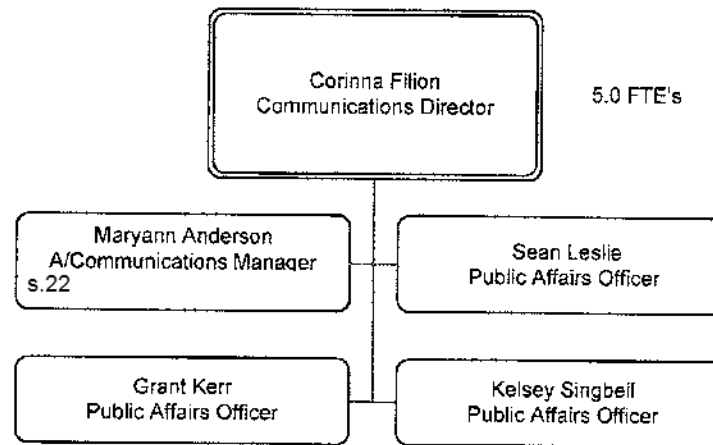 Corinna Filion
Communications Director
5.0 FTE's
Maryann Anderson
A/Communications Manager
s.22
Sean Leslie
Public Affairs Officer
Grant Kerr
Public Affairs Officer
Kelsey Singbeil
Public Affairs Officer